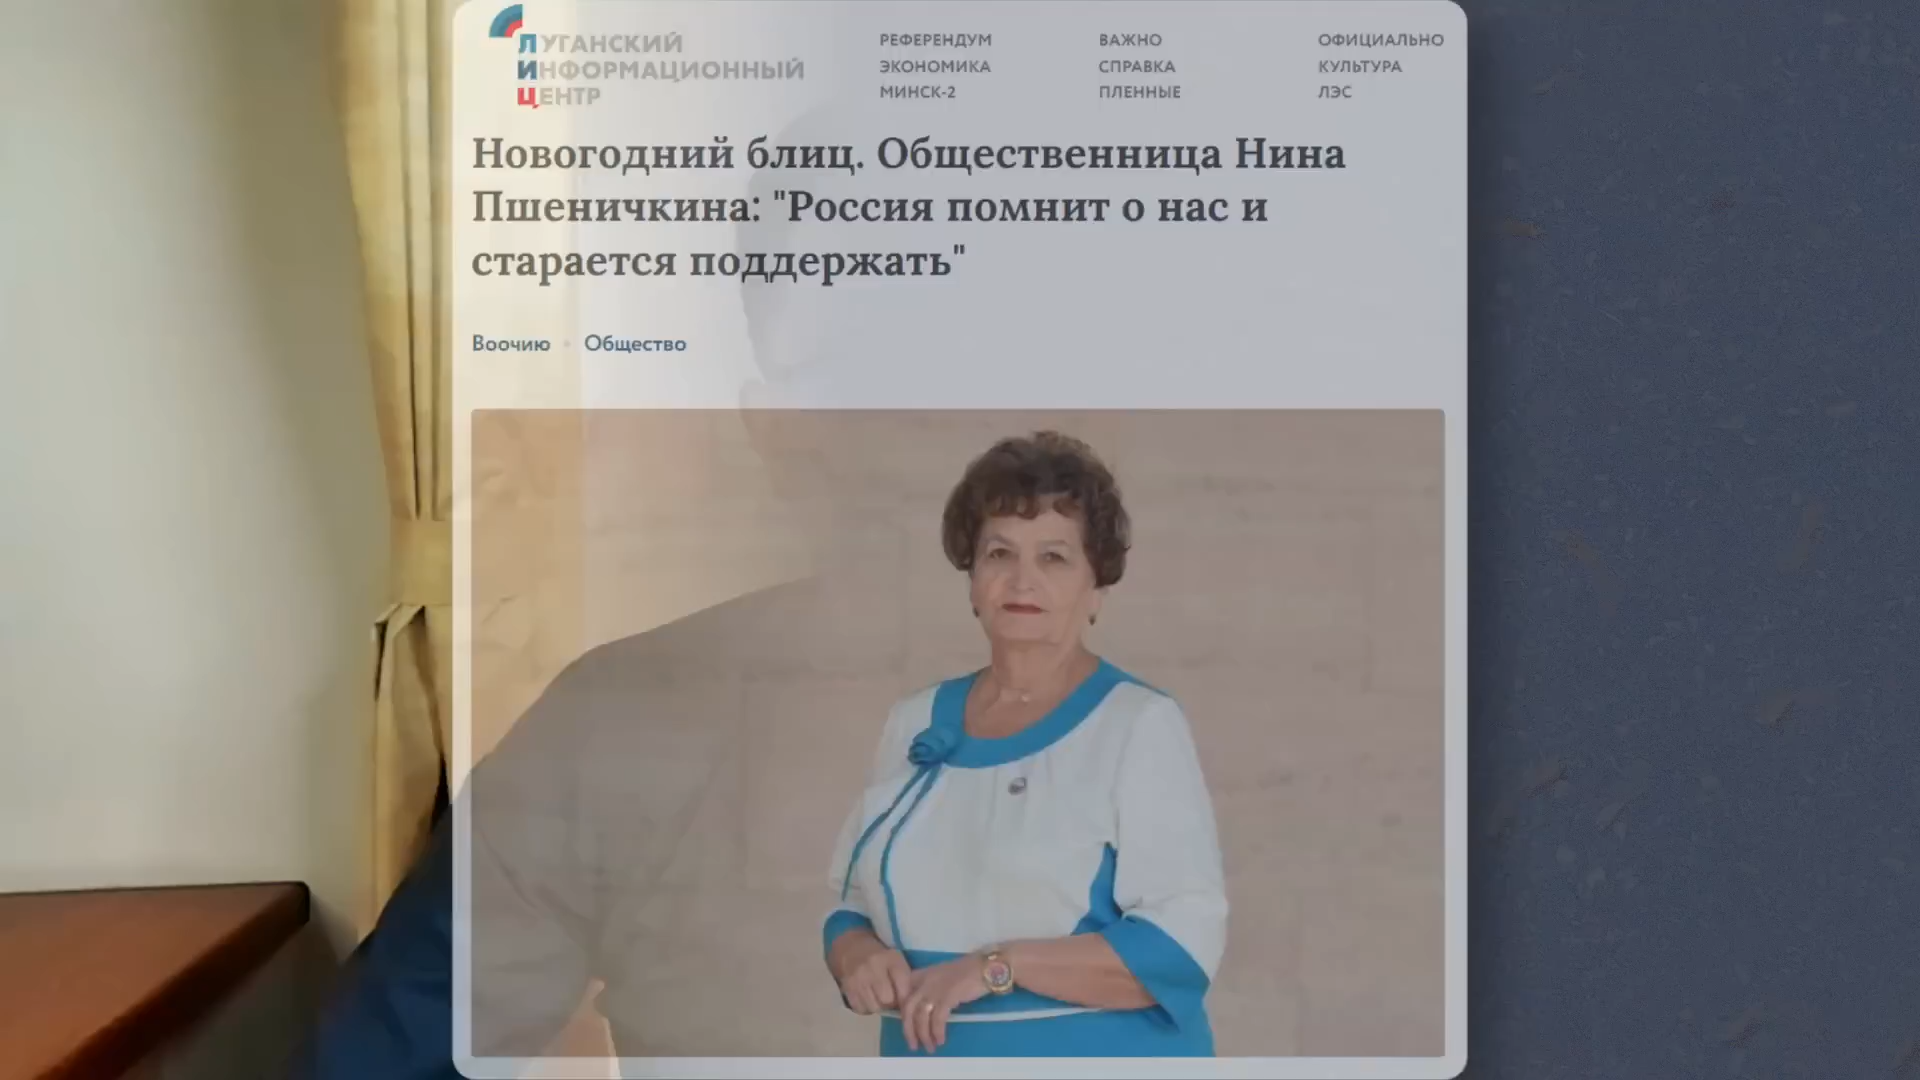 ЛУГАНСКИЙ
ИНФОРМАЦИОННЫЙ
ЦЕНТР
РЕФЕРЕНДУМ
ЭКОНОМИКА
МИНСК-2
ВАЖНО
СПРАВКА
ПЛЕННЫЕ
ОФИЦИАЛЬНО
КУЛЬТУРА
ЛЭС
Новогодний блиц. Общественница Нина
Пшеничкина: "Россия помнит о нас и
старается поддержать"
Воочию • Общество